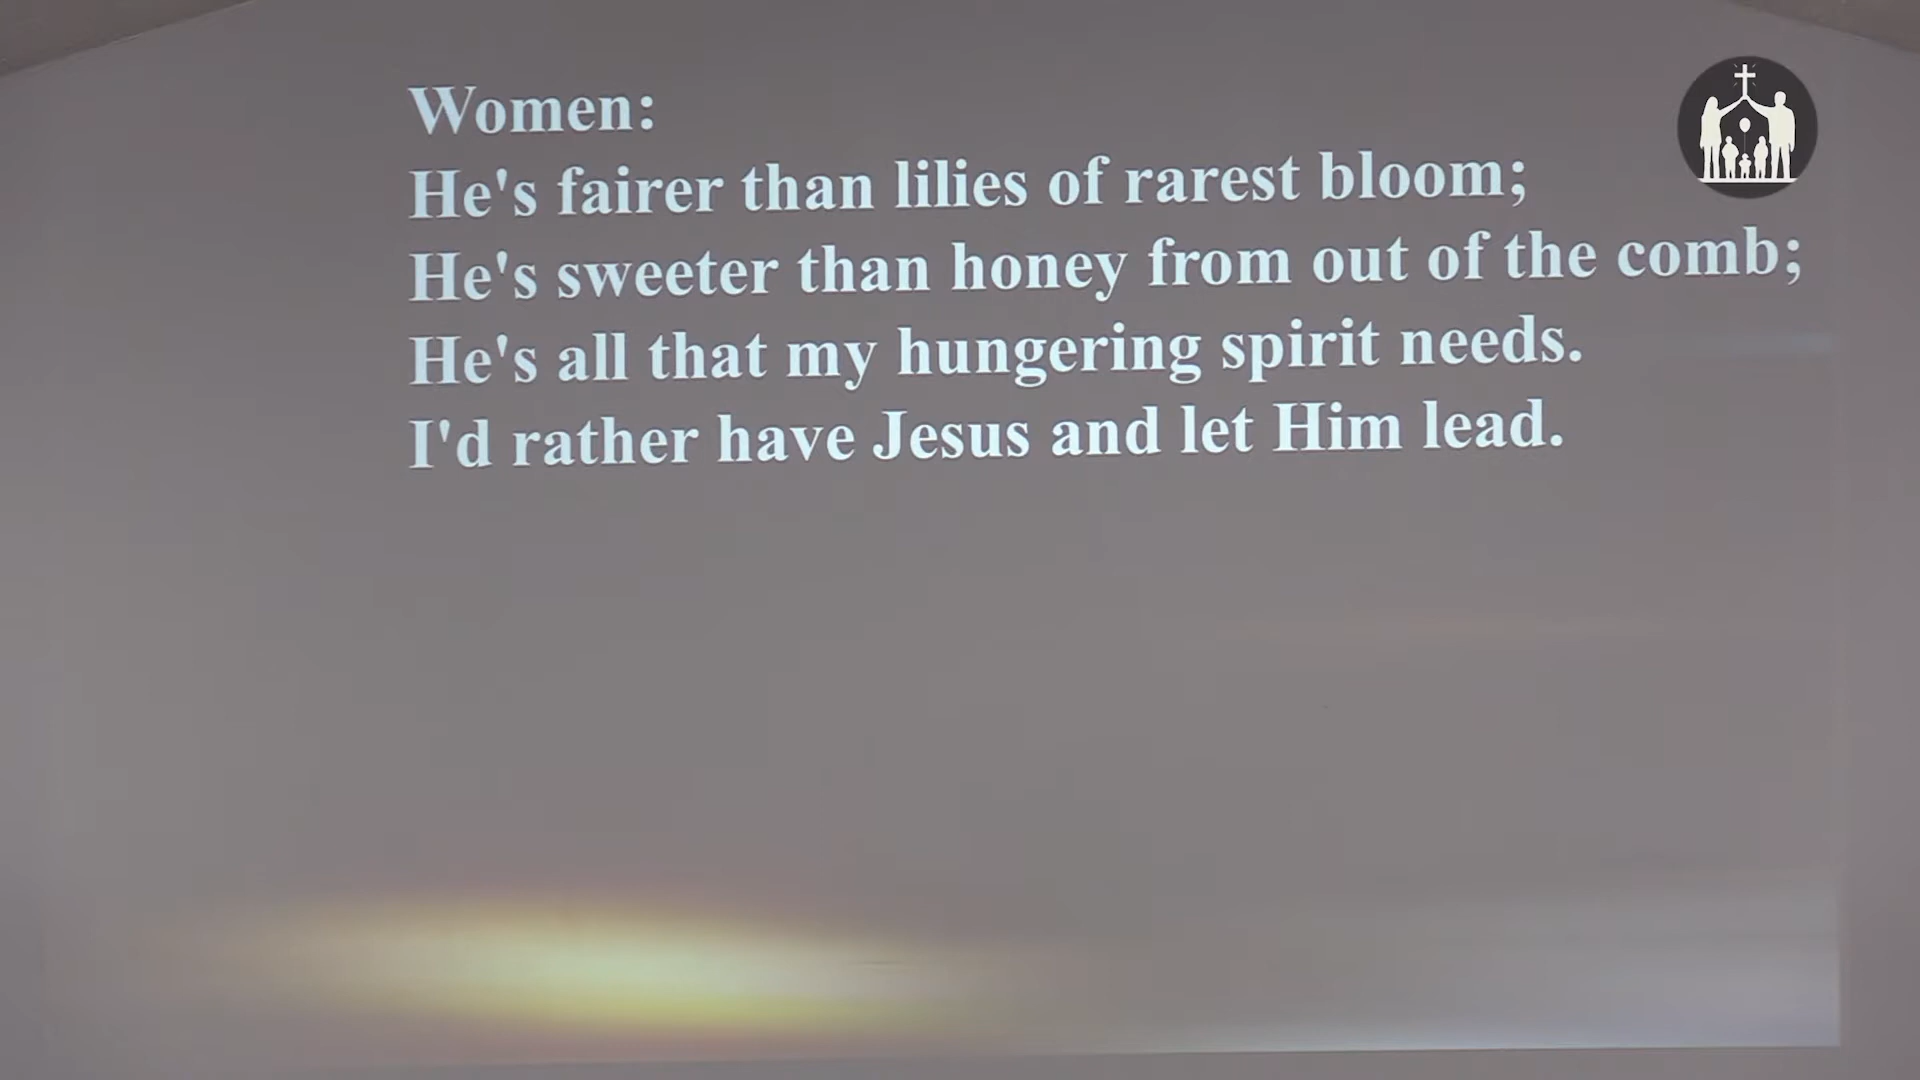 Women:
He's fairer than lilies of rarest bloom;
He's sweeter than honey from out of the comb;
He's all that my hungering spirit needs.
I'd rather have Jesus and let Him lead.